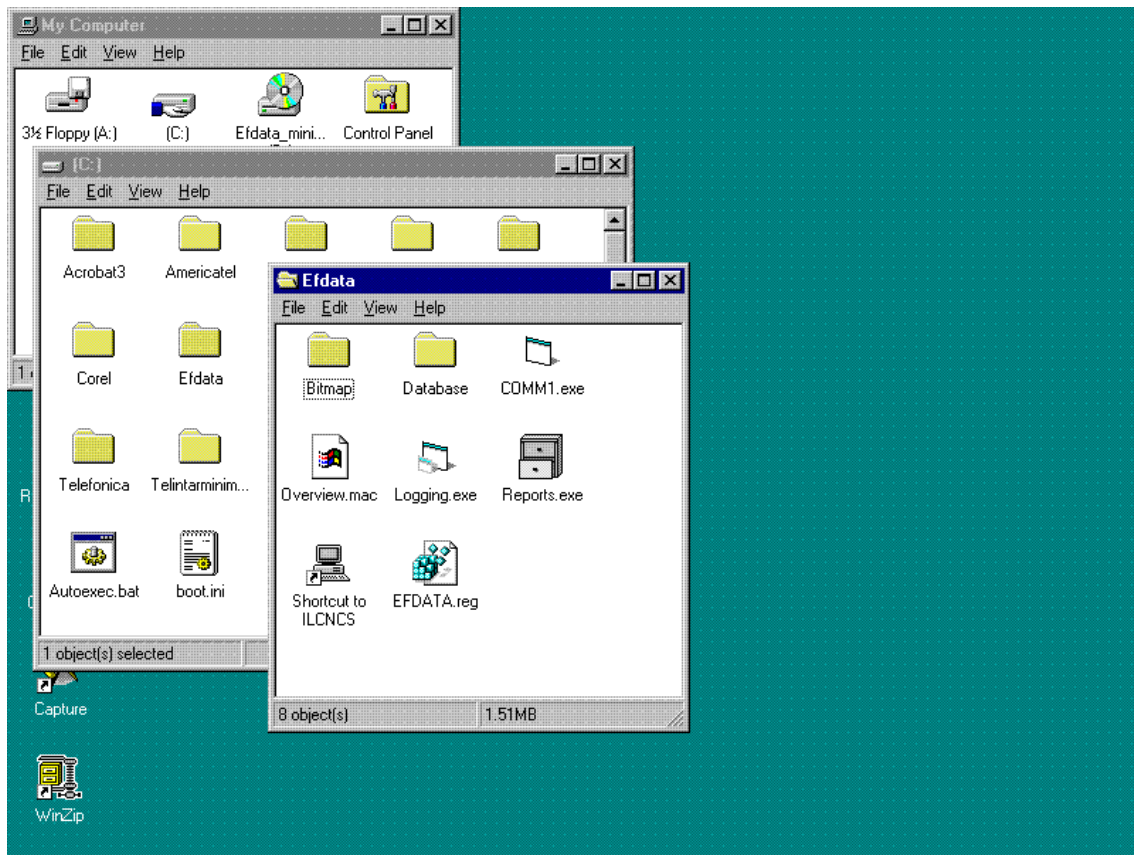 My Computer
File Edit View Help
3½ Floppy (A:) (C:) Efdata_mini... Control Panel
(C:)
File Edit View Help
Acrobat3 Americatel
Efdata
File Edit View Help
Corel Efdata
Bitmap Database COMM1.exe
Telefonica Telintarminim...
Overview.mac Logging.exe Reports.exe
Autoexec.bat boot.ini
Shortcut to ILCNCS EFDATA.reg
1 object(s) selected
8 object(s) 1.51MB
Capture
WinZip